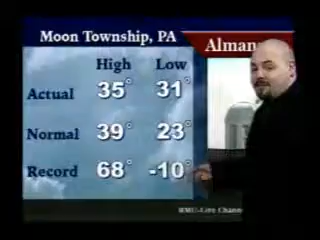 Moon Township, PA
Alman
High Low
Actual 35° 31°
Normal 39° 23°
Record 68° -10°